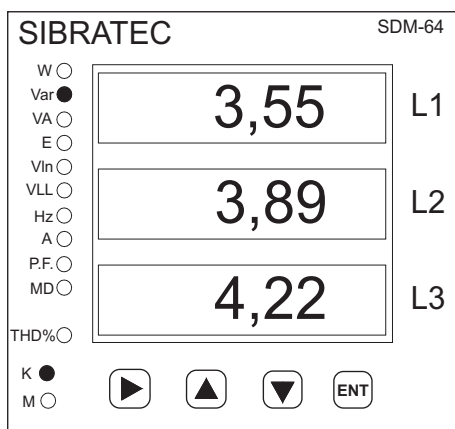 SIBRATEC
SDM-64
W
Var
VA
E
Vln
VLL
Hz
A
P.F.
MD
THD%
K
M
3,55 L1
3,89 L2
4,22 L3
ENT